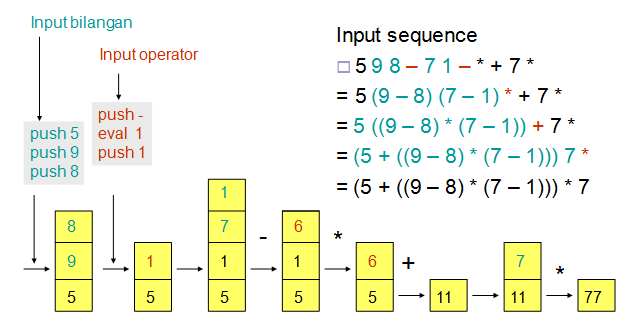 Input bilangan
Input operator
push 5
push 9
push 8
push -
eval 1
push 1
Input sequence
5 9 8 – 7 1 – * + 7 *
= 5 (9 – 8) (7 – 1) * + 7 *
= 5 ((9 – 8) * (7 – 1)) + 7 *
= (5 + ((9 – 8) * (7 – 1))) 7 *
= (5 + ((9 – 8) * (7 – 1))) * 7
8
9
5
1
5
1
7
1
5
-
6
1
5
*
6
5
+
11
7
11
*
77